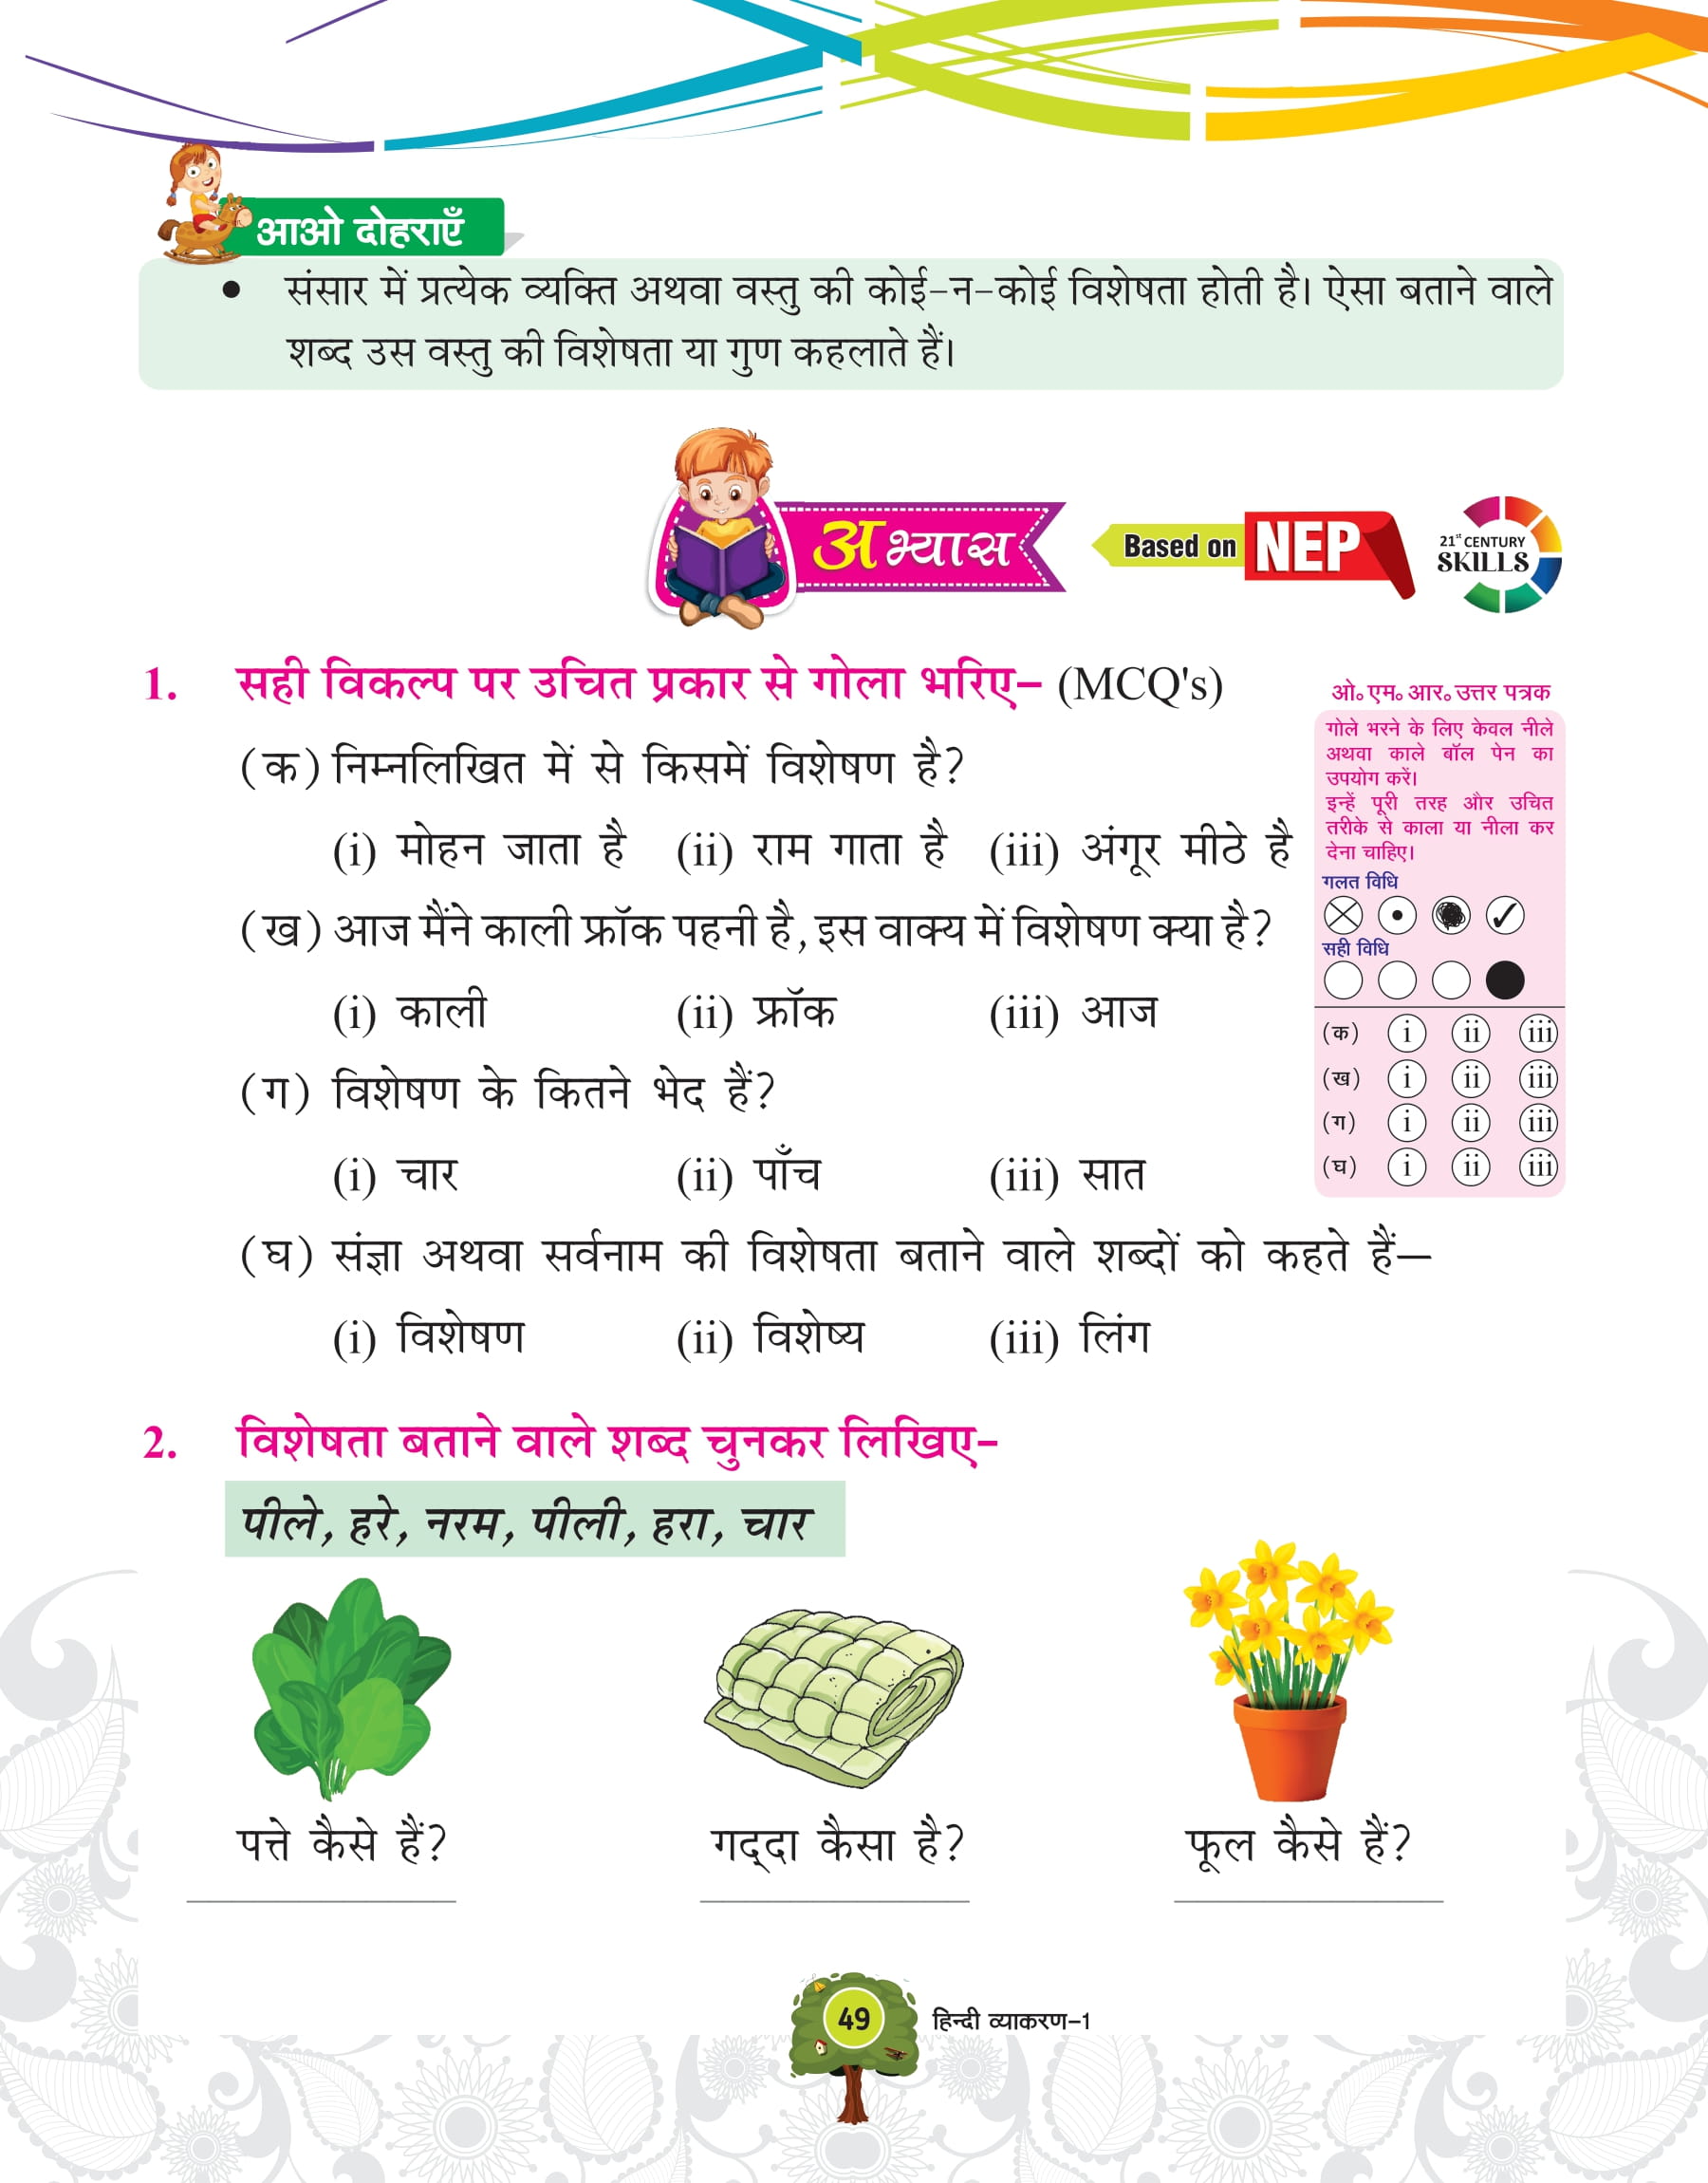 आओ दोहराएँ
• संसार में प्रत्येक व्यक्ति अथवा वस्तु की कोई-न-कोई विशेषता होती है। ऐसा बताने वाले
शब्द उस वस्तु की विशेषता या गुण कहलाते हैं।
अभ्यास
Based on NEP
21st CENTURY
SKILLS
1. सही विकल्प पर उचित प्रकार से गोला भरिए- (MCQ's)
(क) निम्नलिखित में से किसमें विशेषण है?
(i) मोहन जाता है (ii) राम गाता है (iii) अंगूर मीठे है
(ख) आज मैंने काली फ्रॉक पहनी है, इस वाक्य में विशेषण क्या है?
(i) काली (ii) फ्रॉक (iii) आज
(ग) विशेषण के कितने भेद हैं?
(i) चार (ii) पाँच (iii) सात
(घ) संज्ञा अथवा सर्वनाम की विशेषता बताने वाले शब्दों को कहते हैं—
(i) विशेषण (ii) विशेष्य (iii) लिंग
ओ॰ एम॰ आर॰ उत्तर पत्रक
गोले भरने के लिए केवल नीले
अथवा काले बॉल पेन का
उपयोग करें।
इन्हें पूरी तरह और उचित
तरीके से काला या नीला कर
देना चाहिए।
गलत विधि
सही विधि
(क) i ii iii
(ख) i ii iii
(ग) i ii iii
(घ) i ii iii
2. विशेषता बताने वाले शब्द चुनकर लिखिए-
पीले, हरे, नरम, पीली, हरा, चार
पत्ते कैसे हैं? गद्‌दा कैसा है? फूल कैसे हैं?
49 हिन्दी व्याकरण-1